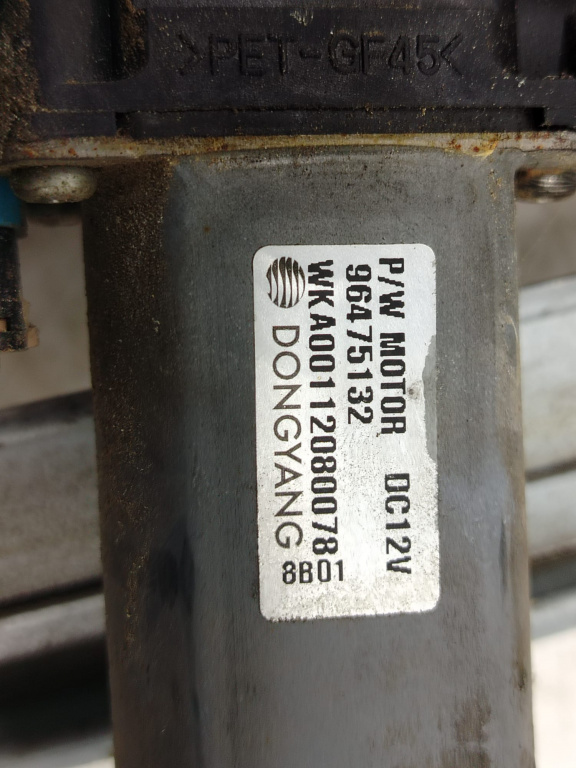 >PET-GF45<
P/W MOTOR DC12V
96475132
WKA00112080078
DONGYANG
8B01